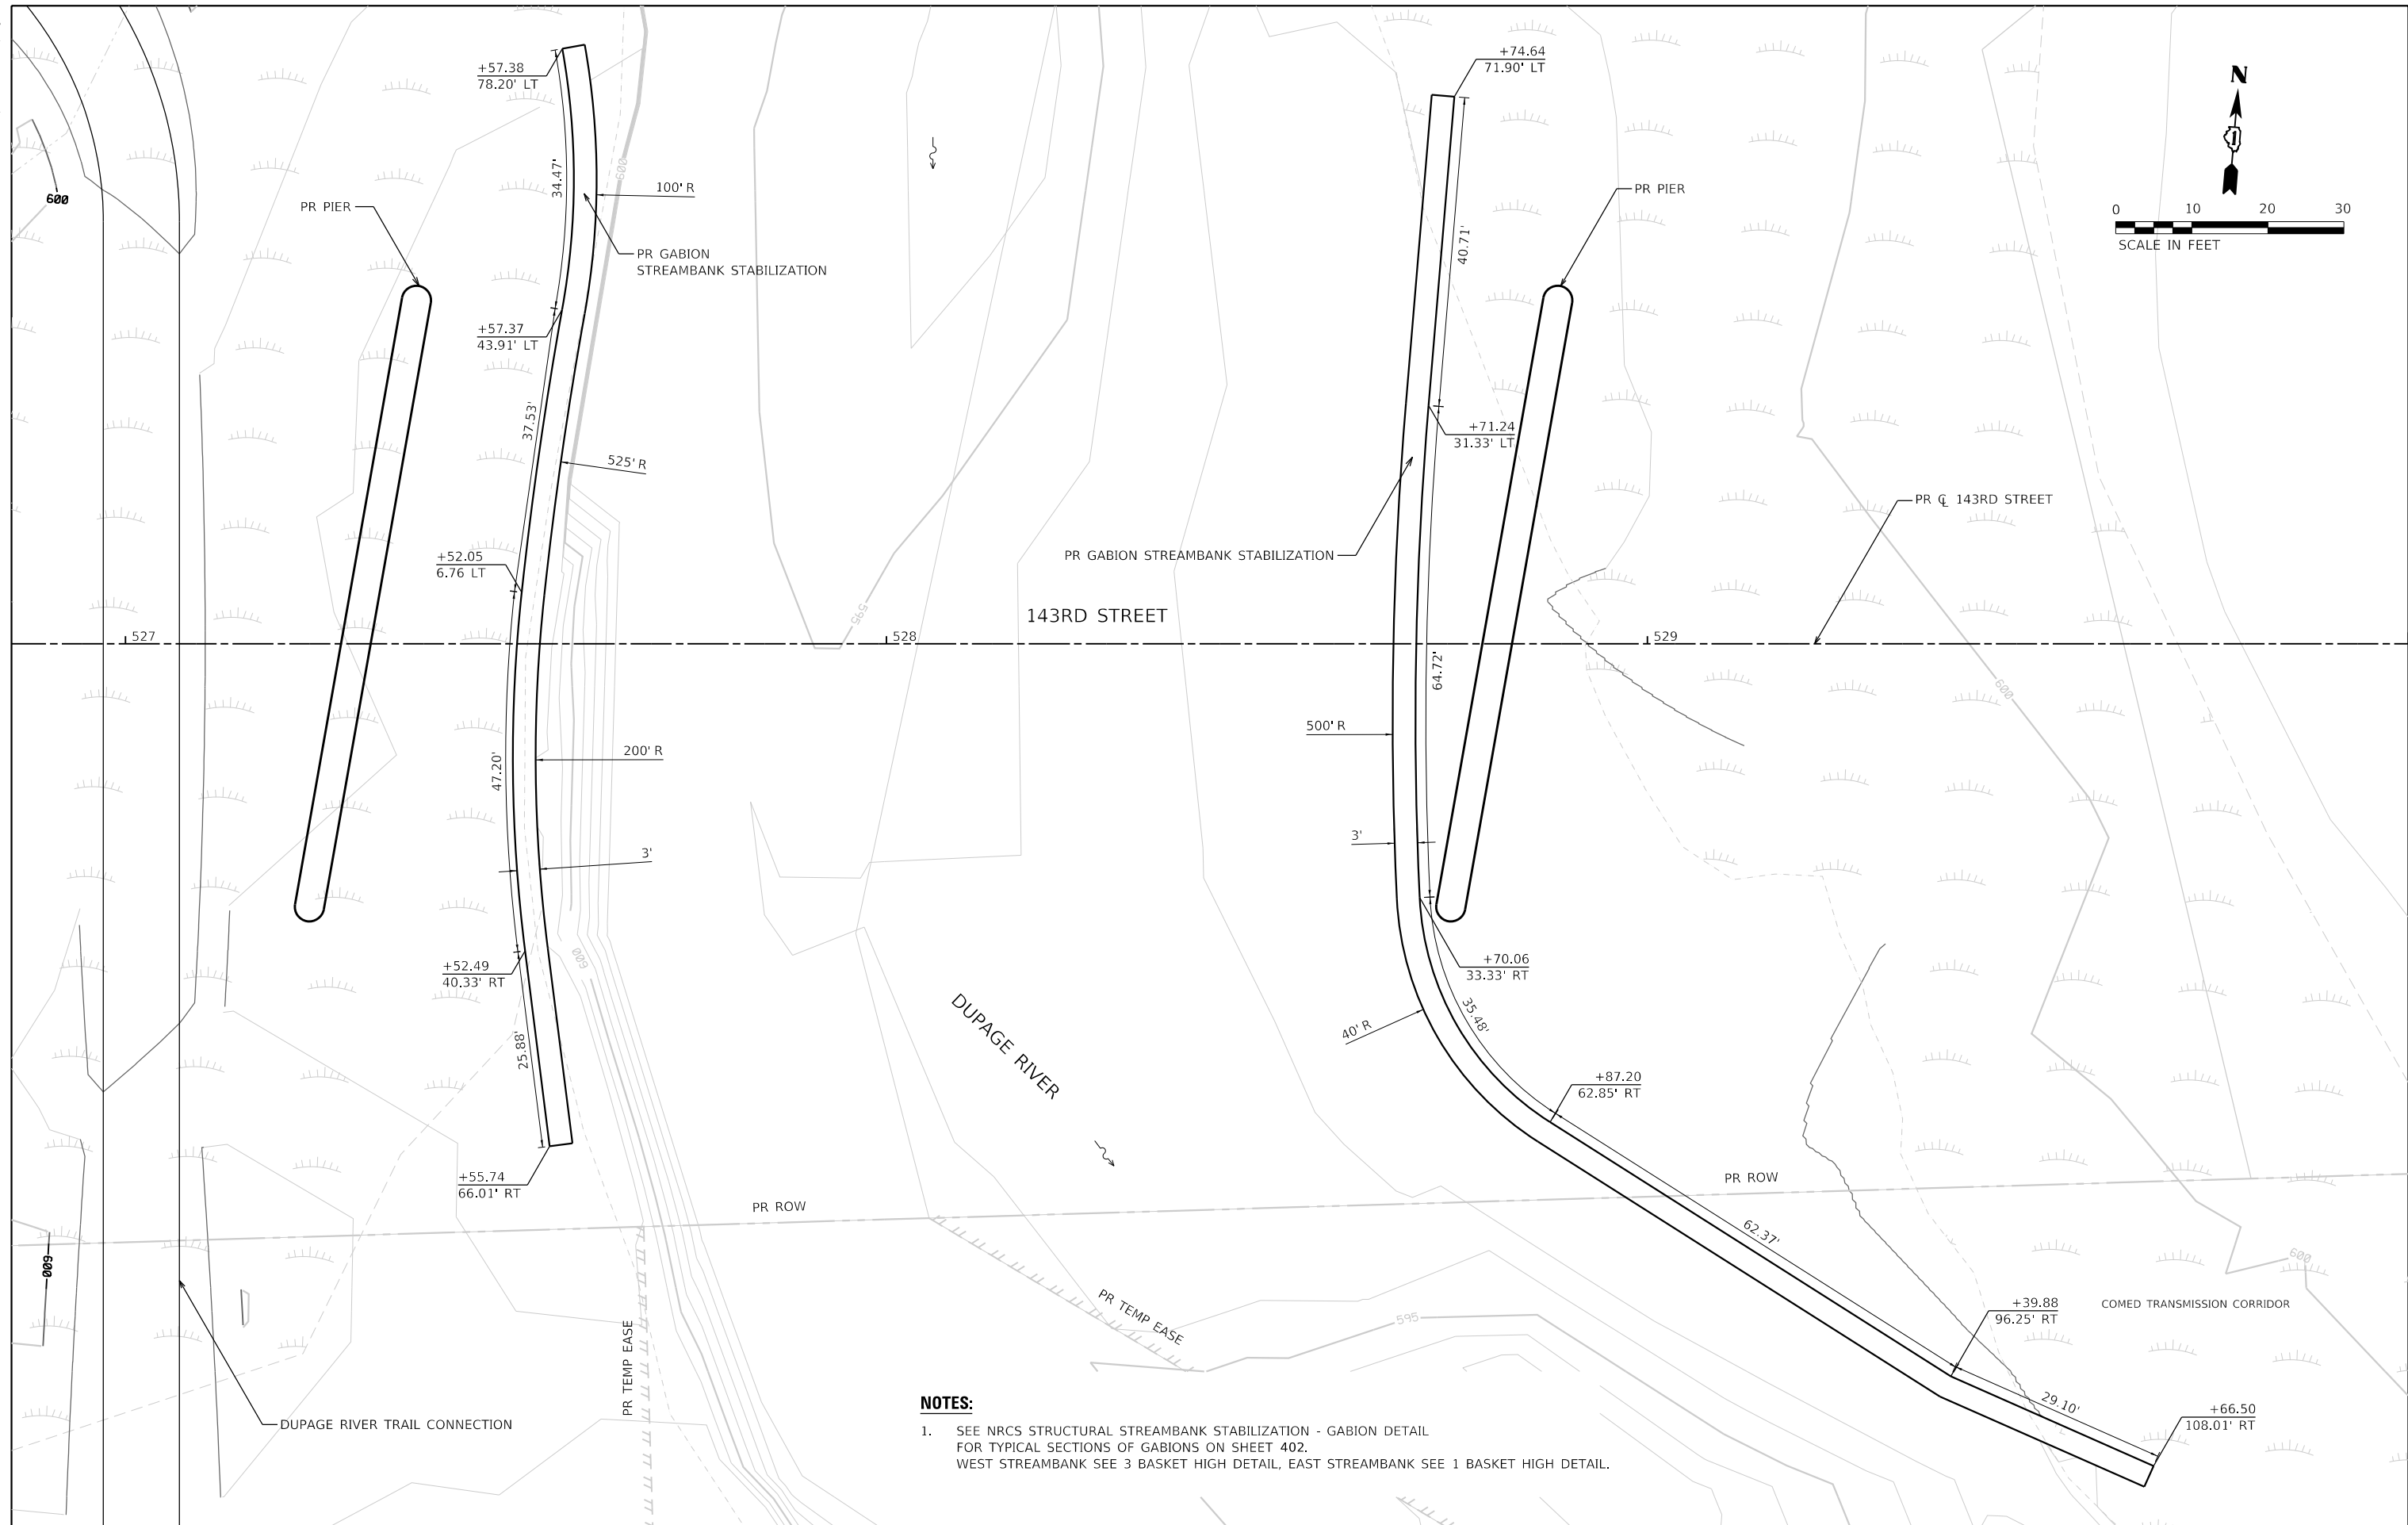 +57.38
78.20' LT
34.47'
100' R
600
600
PR PIER
PR GABION
STREAMBANK STABILIZATION
+57.37
43.91' LT
37.53'
525' R
+52.05
6.76 LT
527
47.20'
200' R
3'
+52.49
40.33' RT
600
25.88'
+55.74
66.01' RT
+74.64
71.90' LT
40.71'
PR PIER
N
1
0 10 20 30
SCALE IN FEET
+71.24
31.33' LT
PR ℄ 143RD STREET
PR GABION STREAMBANK STABILIZATION
595
143RD STREET
528
529
64.72'
600
500' R
3'
+70.06
33.33' RT
35.48'
40' R
DUPAGE RIVER
+87.20
62.85' RT
PR ROW
PR ROW
62.37'
600
600
PR TEMP EASE
PR TEMP EASE
595
+39.88
96.25' RT
COMED TRANSMISSION CORRIDOR
29.10'
+66.50
108.01' RT
DUPAGE RIVER TRAIL CONNECTION
NOTES:
1. SEE NRCS STRUCTURAL STREAMBANK STABILIZATION - GABION DETAIL
FOR TYPICAL SECTIONS OF GABIONS ON SHEET 402.
WEST STREAMBANK SEE 3 BASKET HIGH DETAIL, EAST STREAMBANK SEE 1 BASKET HIGH DETAIL.